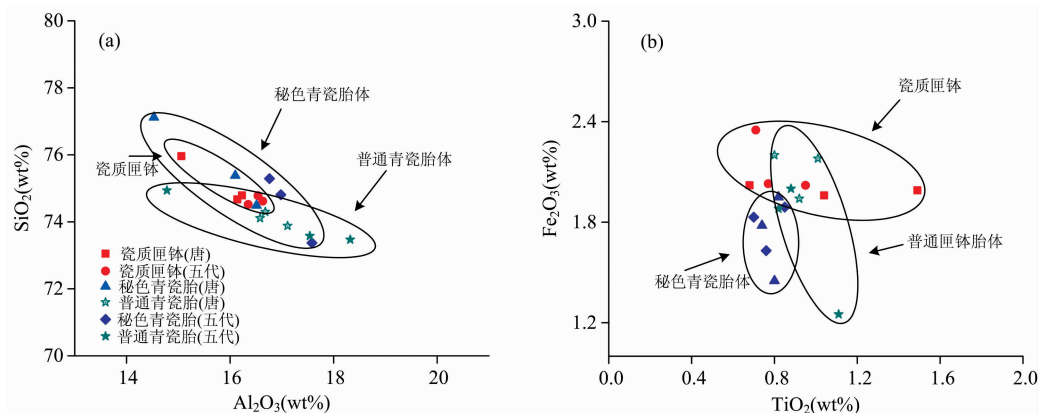 (a)
秘色青瓷胎体
瓷质匣钵
普通青瓷胎体
瓷质匣钵(唐)
瓷质匣钵(五代)
秘色青瓷胎(唐)
普通青瓷胎(唐)
秘色青瓷胎(五代)
普通青瓷胎(五代)
SiO₂(wt%)
80
78
76
74
72
70
14
16
18
20
Al₂O₃(wt%)
(b)
瓷质匣钵
普通匣钵胎体
秘色青瓷胎体
Fe₂O₃(wt%)
3.0
2.4
1.8
1.2
0.0
0.4
0.8
1.2
1.6
2.0
TiO₂(wt%)